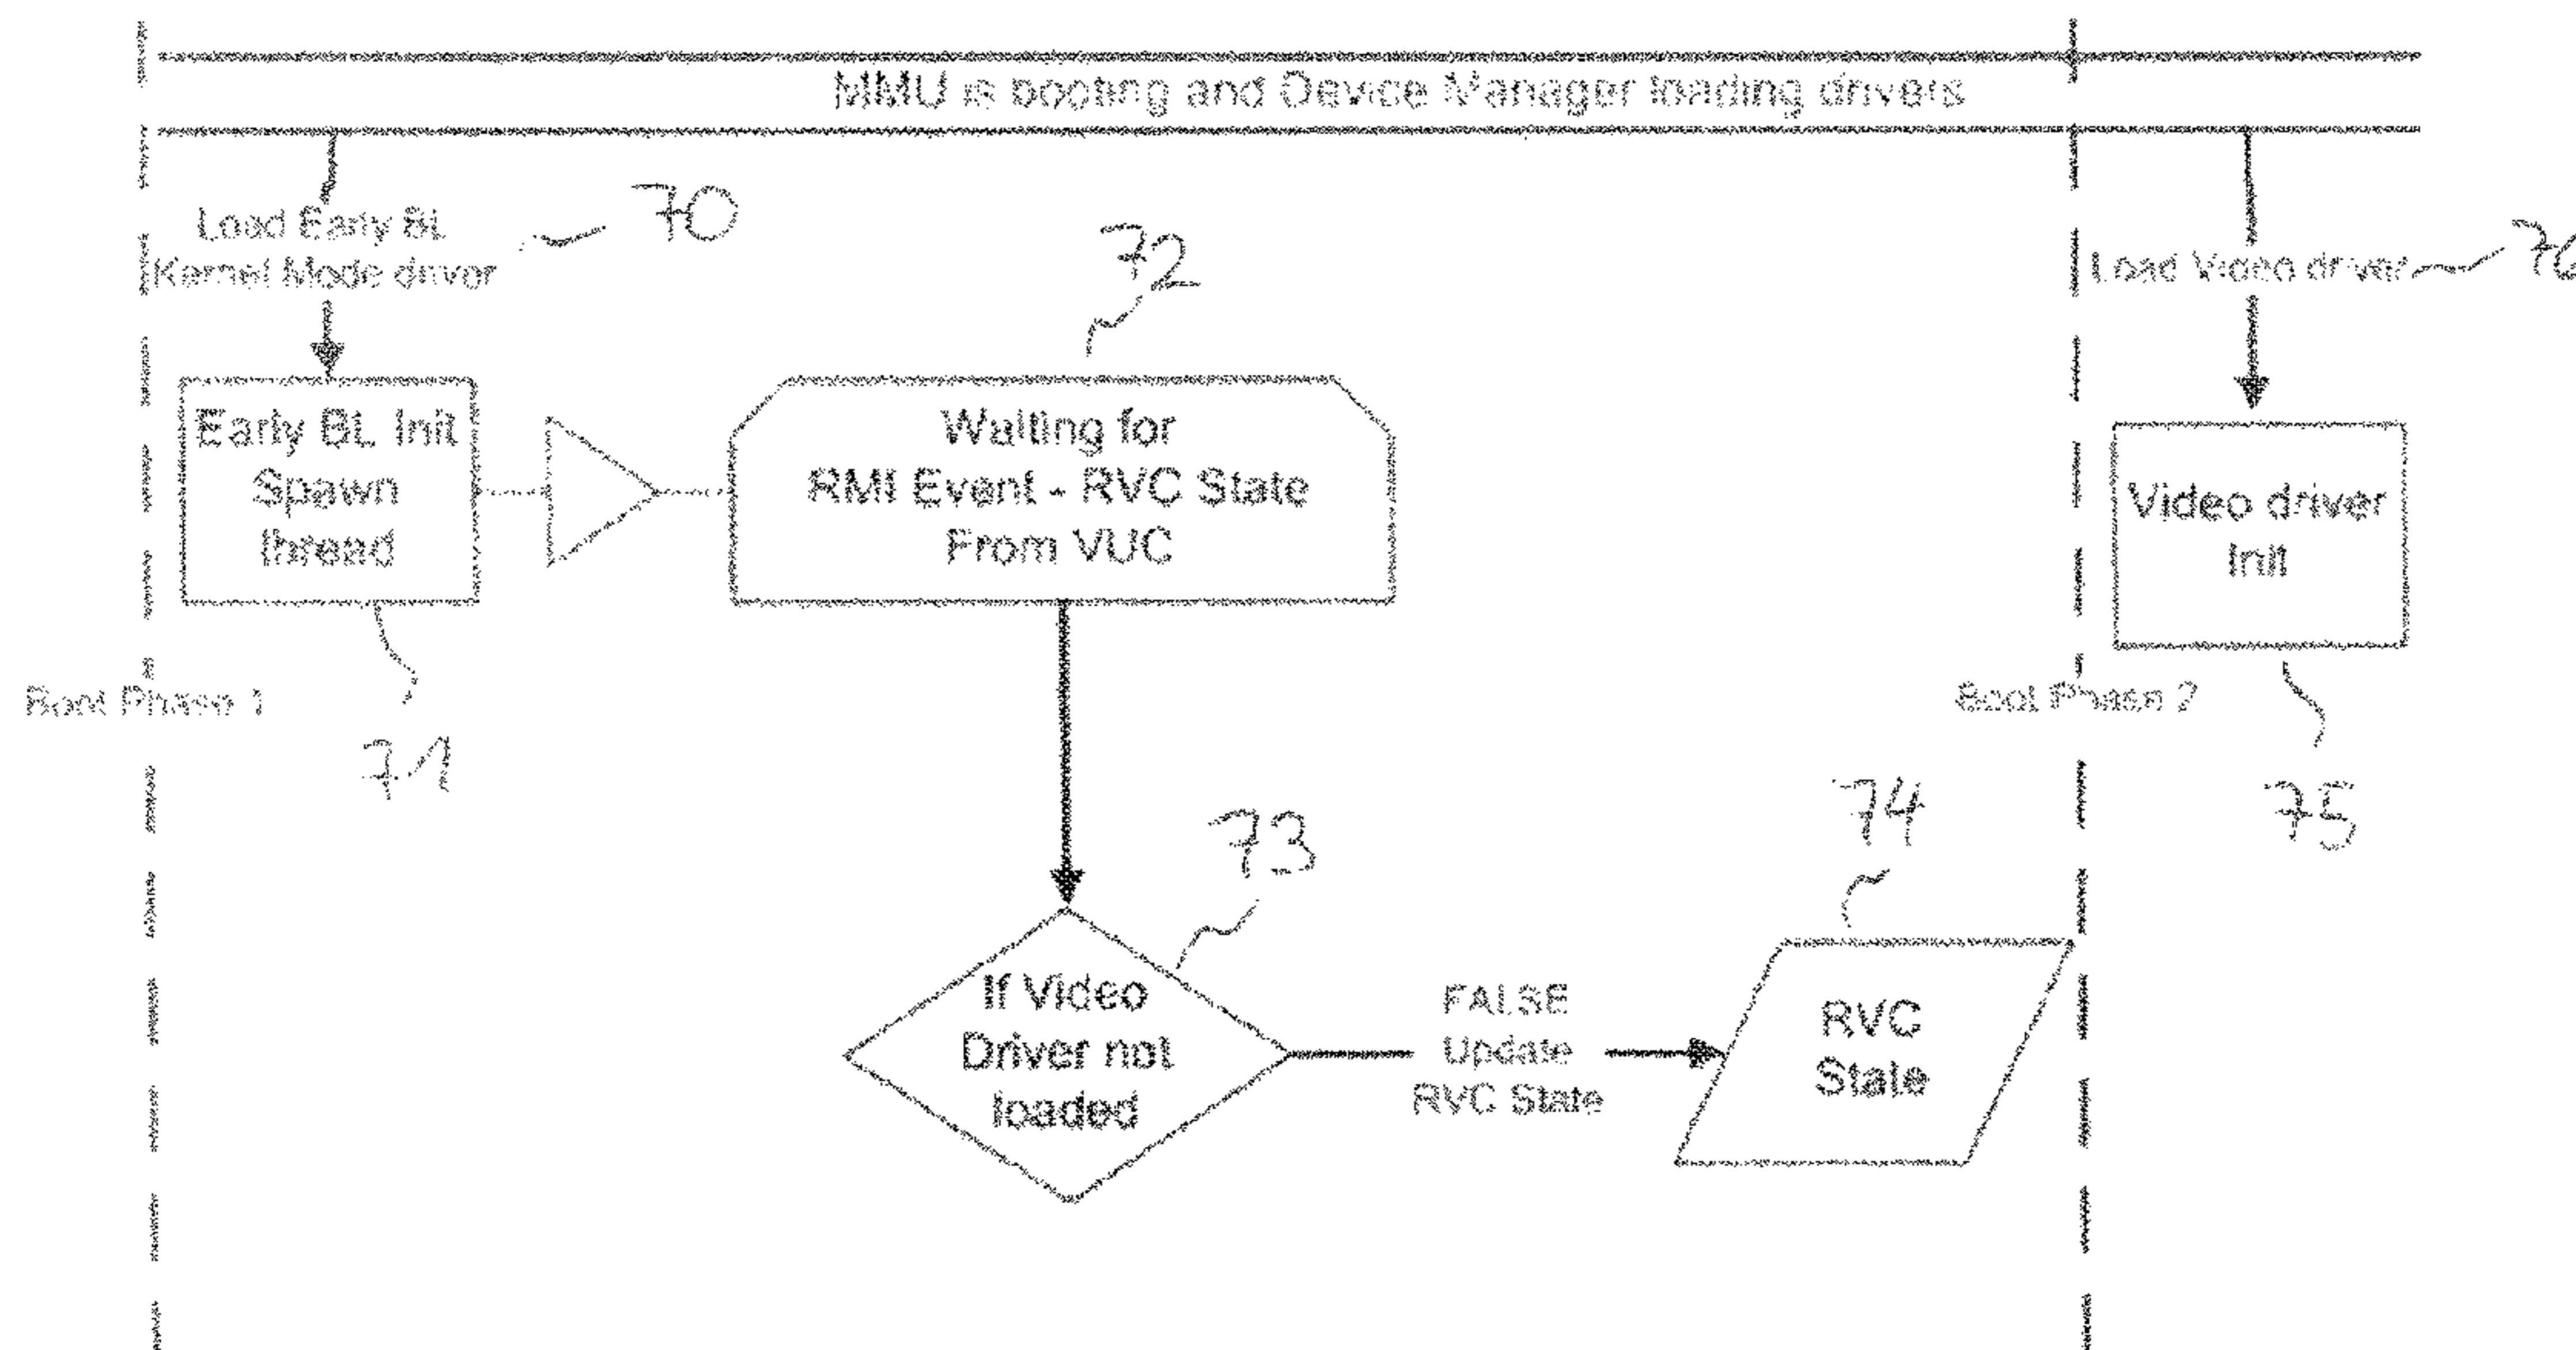 MMU is booting and Device Manager loading drivers
Load Early BL
Kernel Mode driver
70
72
Load Video driver
76
Early BL Init
Spawn
thread
Waiting for
RMI Event - RVC State
From VUC
Video driver
Init
Boot Phase 1
71
Boot Phase 2
75
73
74
If Video
Driver not
loaded
FALSE
Update
RVC State
RVC
State